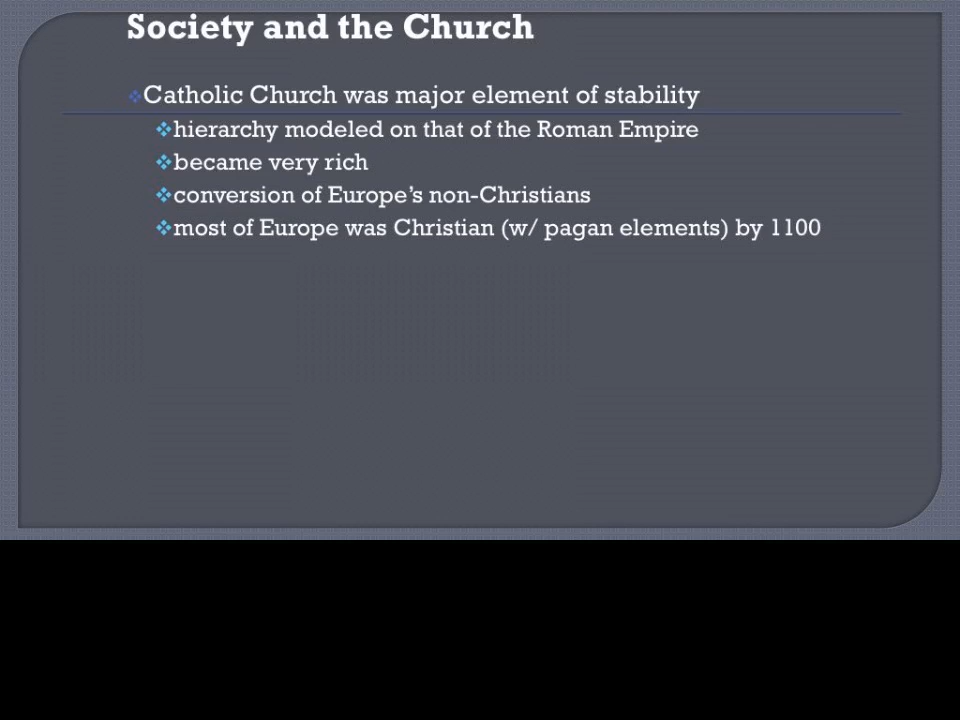 Society and the Church
❖Catholic Church was major element of stability
❖hierarchy modeled on that of the Roman Empire
❖became very rich
❖conversion of Europe’s non-Christians
❖most of Europe was Christian (w/ pagan elements) by 1100